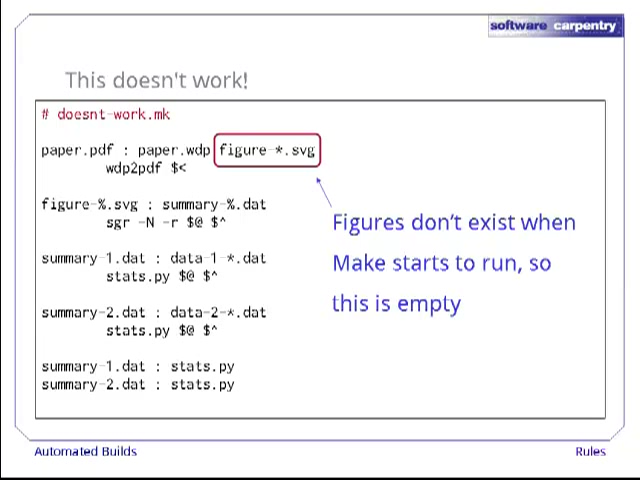 software carpentry
This doesn't work!
# doesnt-work.mk
paper.pdf : paper.wdp figure-*.svg
wdp2pdf $<
figure-%.svg : summary-%.dat
sgr -N -r $@ $^
summary-1.dat : data-1-*.dat
stats.py $@ $^
summary-2.dat : data-2-*.dat
stats.py $@ $^
summary-1.dat : stats.py
summary-2.dat : stats.py
Figures don't exist when
Make starts to run, so
this is empty
Automated Builds
Rules